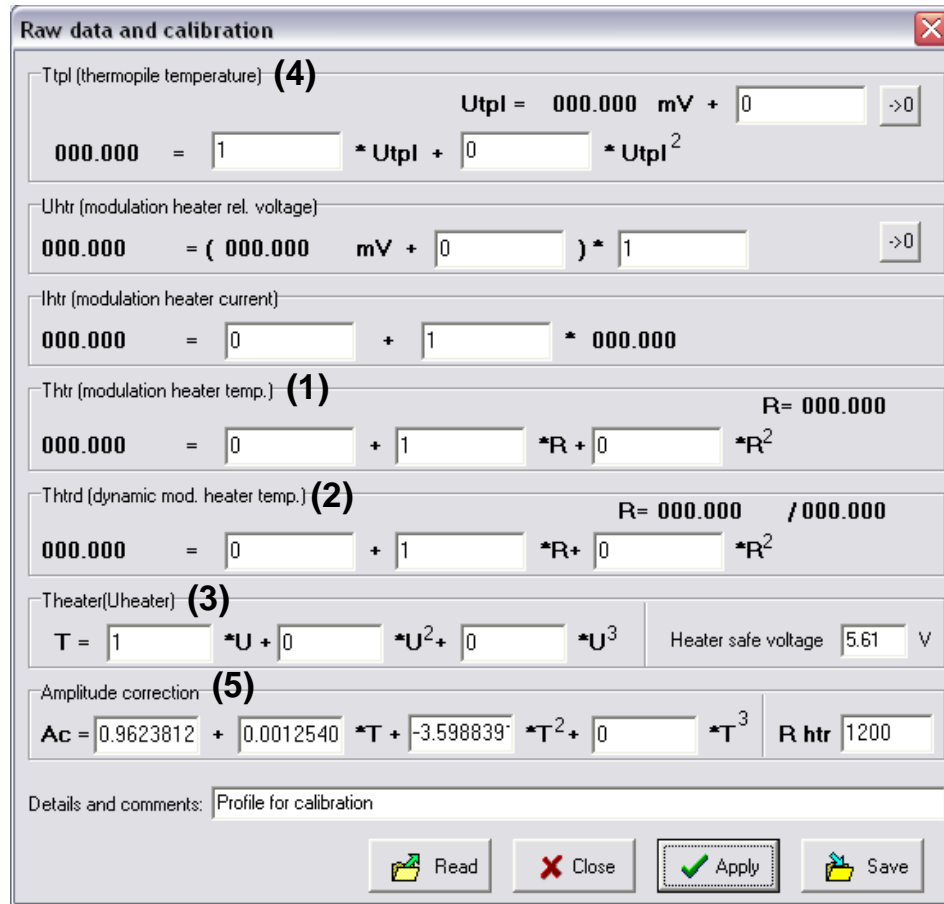 Raw data and calibration
Ttpl (thermopile temperature) (4)
Utpl = 000.000 mV + 0 ->0
000.000 = 1 * Utpl + 0 * Utpl²
Uhtr (modulation heater rel. voltage)
000.000 = ( 000.000 mV + 0 ) * 1 ->0
Ihtr (modulation heater current)
000.000 = 0 + 1 * 000.000
Thtr (modulation heater temp.) (1)
R= 000.000
000.000 = 0 + 1 *R + 0 *R²
Thtrd (dynamic mod. heater temp.) (2)
R= 000.000 / 000.000
000.000 = 0 + 1 *R+ 0 *R²
Theater(Uheater) (3)
T = 1 *U + 0 *U²+ 0 *U³ Heater safe voltage 5.61 V
Amplitude correction (5)
Ac = 0.9623812 + 0.0012540 *T + -3.598839 *T²+ 0 *T³ R htr 1200
Details and comments: Profile for calibration
Read Close Apply Save